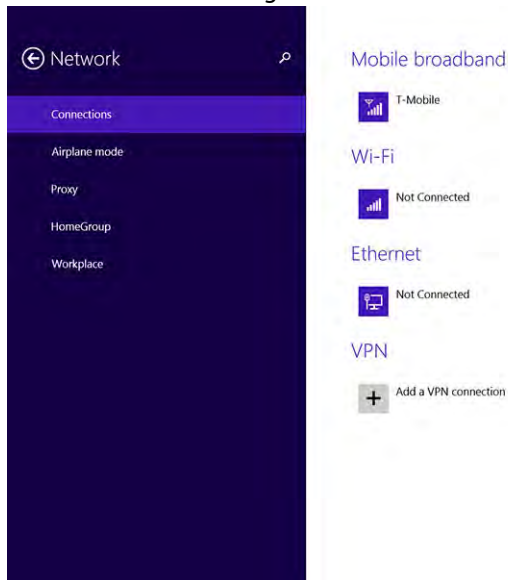 Network
Connections
Airplane mode
Proxy
HomeGroup
Workplace
Mobile broadband
T-Mobile
Wi-Fi
Not Connected
Ethernet
Not Connected
VPN
Add a VPN connection